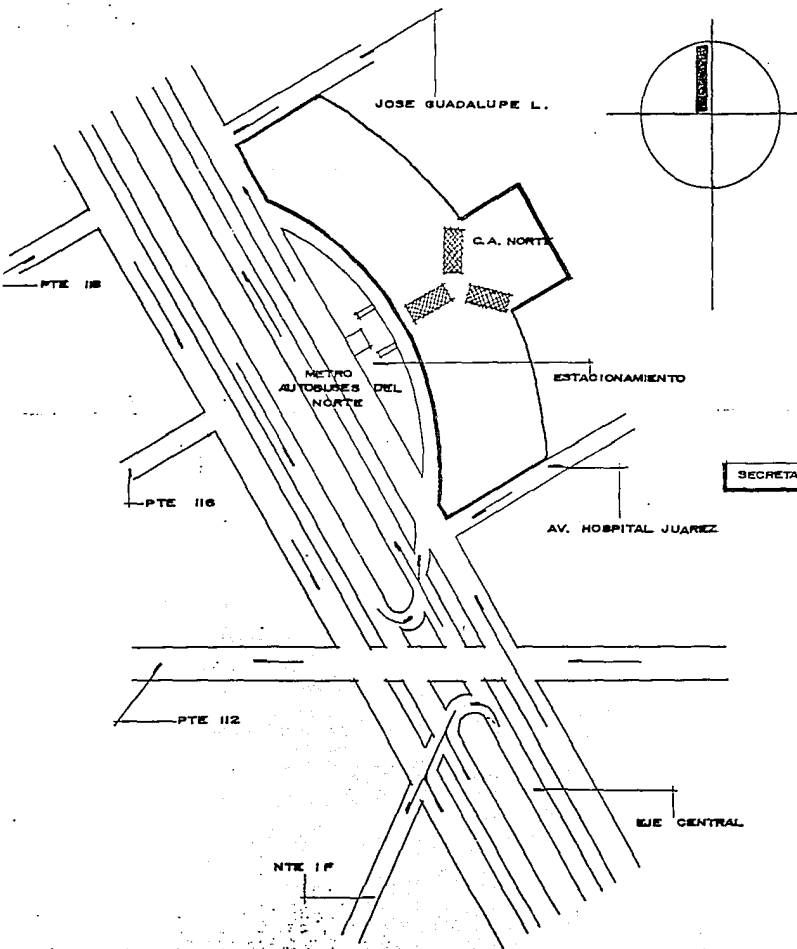 JOSE GUADALUPE L.
C.A. NORTE
PTE 118
METRO
AUTOBUSES DEL
NORTE
ESTACIONAMIENTO
SECRETA
PTE 116
AV. HOSPITAL JUAREZ
PTE 112
EJE CENTRAL
NTE 1F